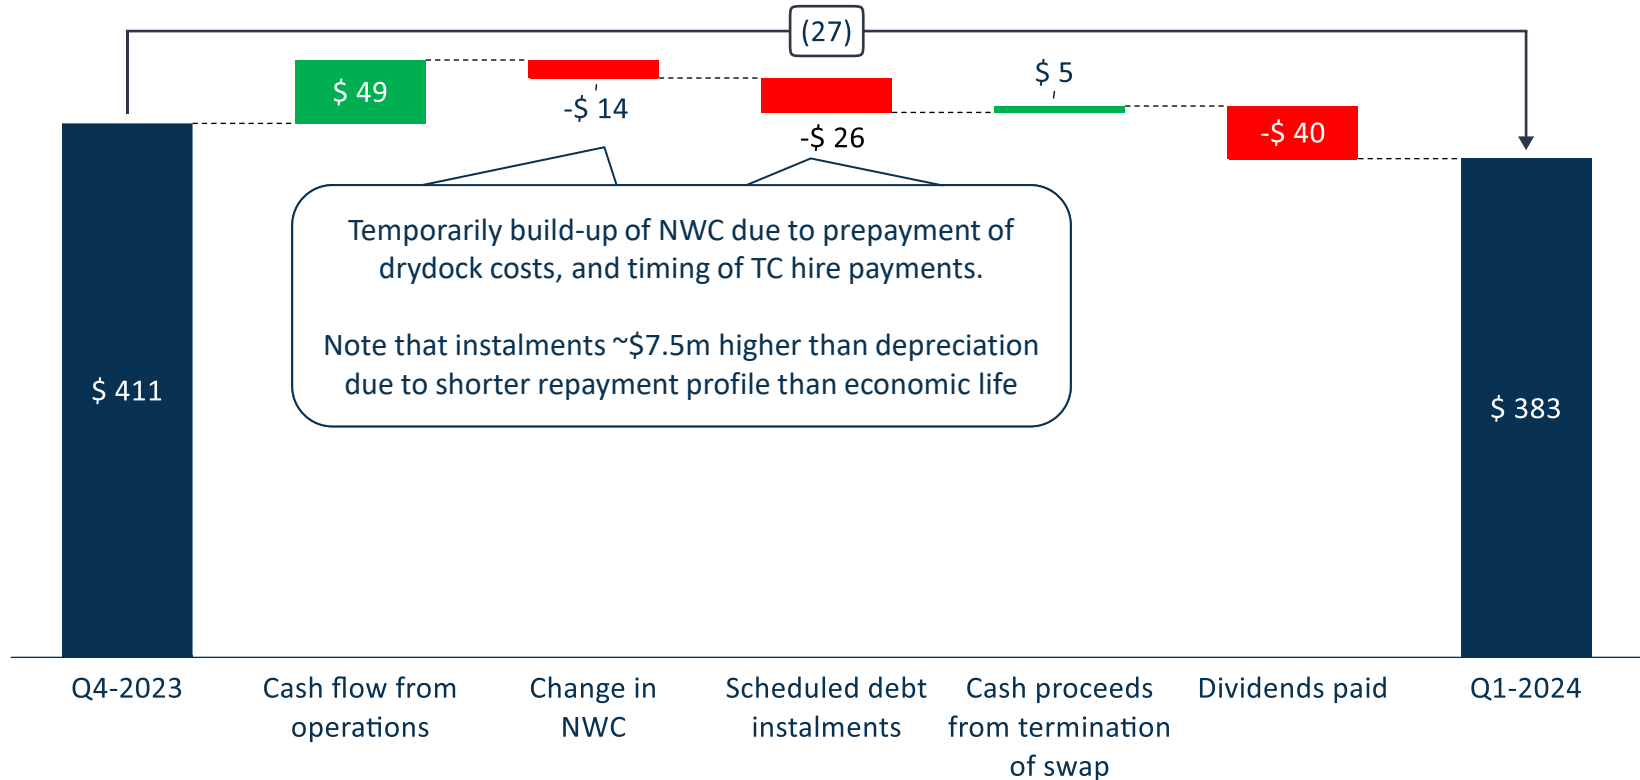 (27)
$ 49
-$ 14
-$ 26
$ 5
-$ 40
Temporarily build-up of NWC due to prepayment of
drydock costs, and timing of TC hire payments.
Note that instalments ~$7.5m higher than depreciation
due to shorter repayment profile than economic life
$ 411
$ 383
Q4-2023
Cash flow from
operations
Change in
NWC
Scheduled debt
instalments
Cash proceeds
from termination
of swap
Dividends paid
Q1-2024